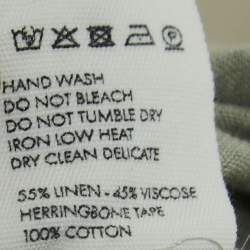 HAND WASH
DO NOT BLEACH
DO NOT TUMBLE DRY
IRON LOW HEAT
DRY CLEAN DELICATE
55% LINEN - 45% VISCOSE
HERRINGBONE TAPE
100% COTTON